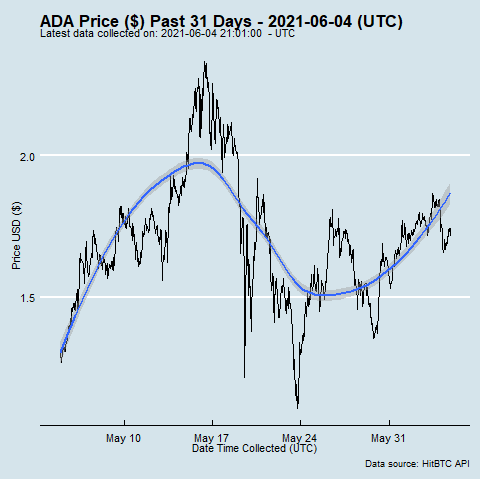 ADA Price ($) Past 31 Days - 2021-06-04 (UTC)
Latest data collected on: 2021-06-04 21:01:00 - UTC
Price USD ($)
2.0
1.5
May 10 May 17 May 24 May 31
Date Time Collected (UTC)
Data source: HitBTC API